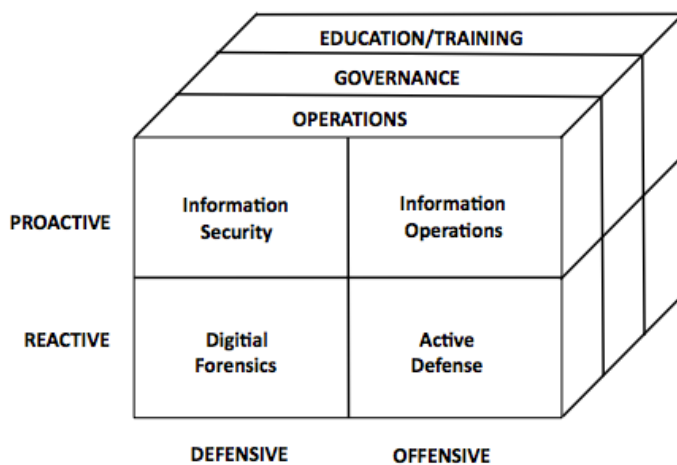 EDUCATION/TRAINING
GOVERNANCE
OPERATIONS
PROACTIVE
Information
Security
Information
Operations
REACTIVE
Digitial
Forensics
Active
Defense
DEFENSIVE
OFFENSIVE